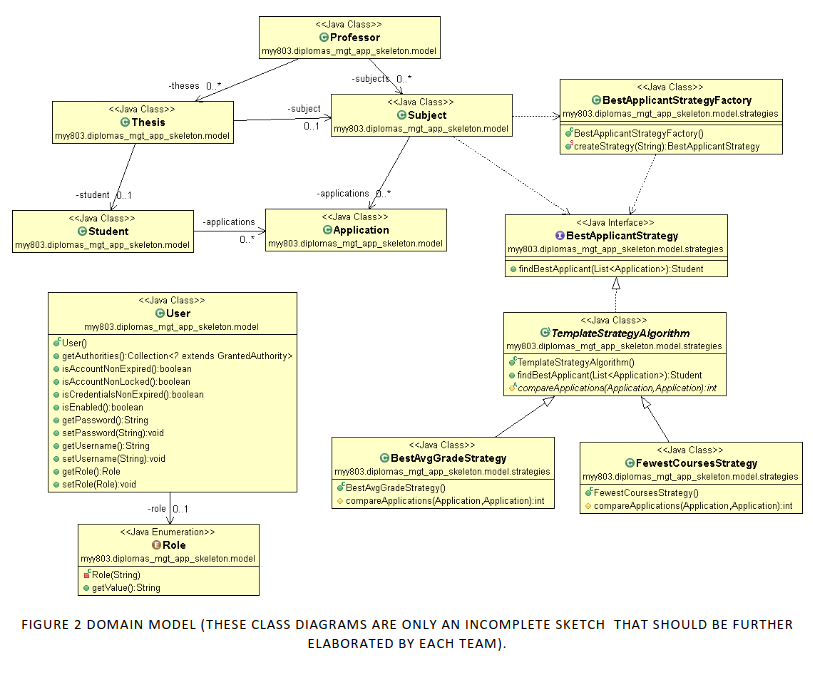 <<Java Class>>
Professor
myy803.diplomas_mgt_app_skeleton.model
-theses 0..*
-subjects 0..*
<<Java Class>>
Thesis
myy803.diplomas_mgt_app_skeleton.model
-subject
0..1
<<Java Class>>
Subject
myy803.diplomas_mgt_app_skeleton.model
<<Java Class>>
BestApplicantStrategyFactory
myy803.diplomas_mgt_app_skeleton.model.strategies
BestApplicantStrategyFactory()
createStrategy(String):BestApplicantStrategy
-student 0..1
-applications 0..*
<<Java Class>>
Student
myy803.diplomas_mgt_app_skeleton.model
-applications
0..*
<<Java Class>>
Application
myy803.diplomas_mgt_app_skeleton.model
<<Java Interface>>
BestApplicantStrategy
myy803.diplomas_mgt_app_skeleton.model.strategies
findBestApplicant(List<Application>):Student
<<Java Class>>
User
myy803.diplomas_mgt_app_skeleton.model
User()
getAuthorities():Collection<? extends GrantedAuthority>
isAccountNonExpired():boolean
isAccountNonLocked():boolean
isCredentialsNonExpired():boolean
isEnabled():boolean
getPassword():String
setPassword(String):void
getUsername():String
setUsername(String):void
getRole():Role
setRole(Role):void
<<Java Class>>
TemplateStrategyAlgorithm
myy803.diplomas_mgt_app_skeleton.model.strategies
TemplateStrategyAlgorithm()
findBestApplicant(List<Application>):Student
compareApplications(Application,Application):int
<<Java Class>>
BestAvgGradeStrategy
myy803.diplomas_mgt_app_skeleton.model.strategies
BestAvgGradeStrategy()
compareApplications(Application,Application):int
<<Java Class>>
FewestCoursesStrategy
myy803.diplomas_mgt_app_skeleton.model.strategies
FewestCoursesStrategy()
compareApplications(Application,Application):int
-role 0..1
<<Java Enumeration>>
Role
myy803.diplomas_mgt_app_skeleton.model
Role(String)
getValue():String
FIGURE 2 DOMAIN MODEL (THESE CLASS DIAGRAMS ARE ONLY AN INCOMPLETE SKETCH THAT SHOULD BE FURTHER
ELABORATED BY EACH TEAM).